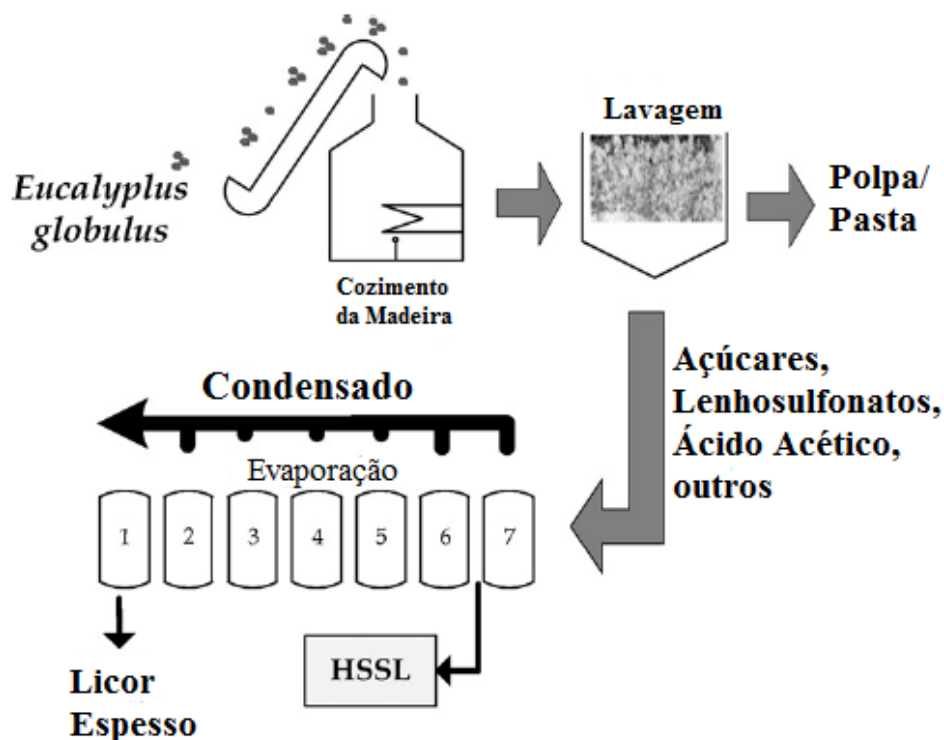 Eucalyplus
globulus
Cozimento
da Madeira
Lavagem
Polpa/
Pasta
Açúcares,
Lenhosulfonatos,
Ácido Acético,
outros
Condensado
Evaporação
1 2 3 4 5 6 7
HSSL
Licor
Espesso